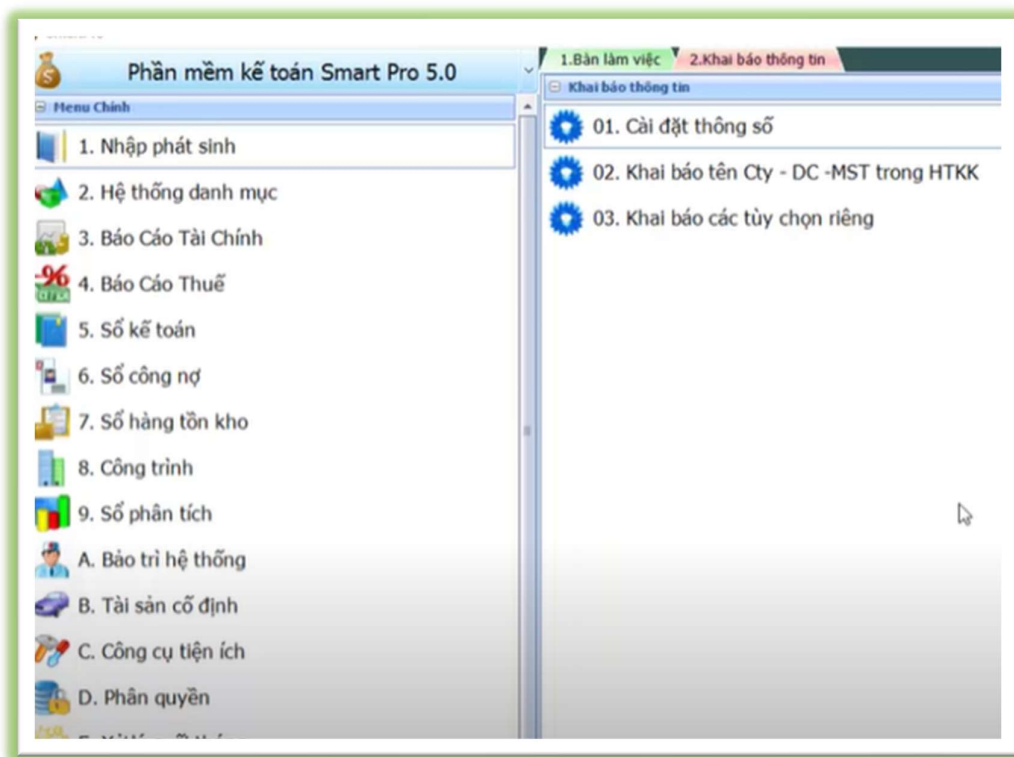 Phần mềm kế toán Smart Pro 5.0
Menu Chính
1. Nhập phát sinh
2. Hệ thống danh mục
3. Báo Cáo Tài Chính
4. Báo Cáo Thuế
5. Sổ kế toán
6. Sổ công nợ
7. Sổ hàng tồn kho
8. Công trình
9. Sổ phân tích
A. Bảo trì hệ thống
B. Tài sản cố định
C. Công cụ tiện ích
D. Phân quyền
1.Bàn làm việc
2.Khai báo thông tin
Khai báo thông tin
01. Cài đặt thông số
02. Khai báo tên Cty - DC -MST trong HTKK
03. Khai báo các tùy chọn riêng